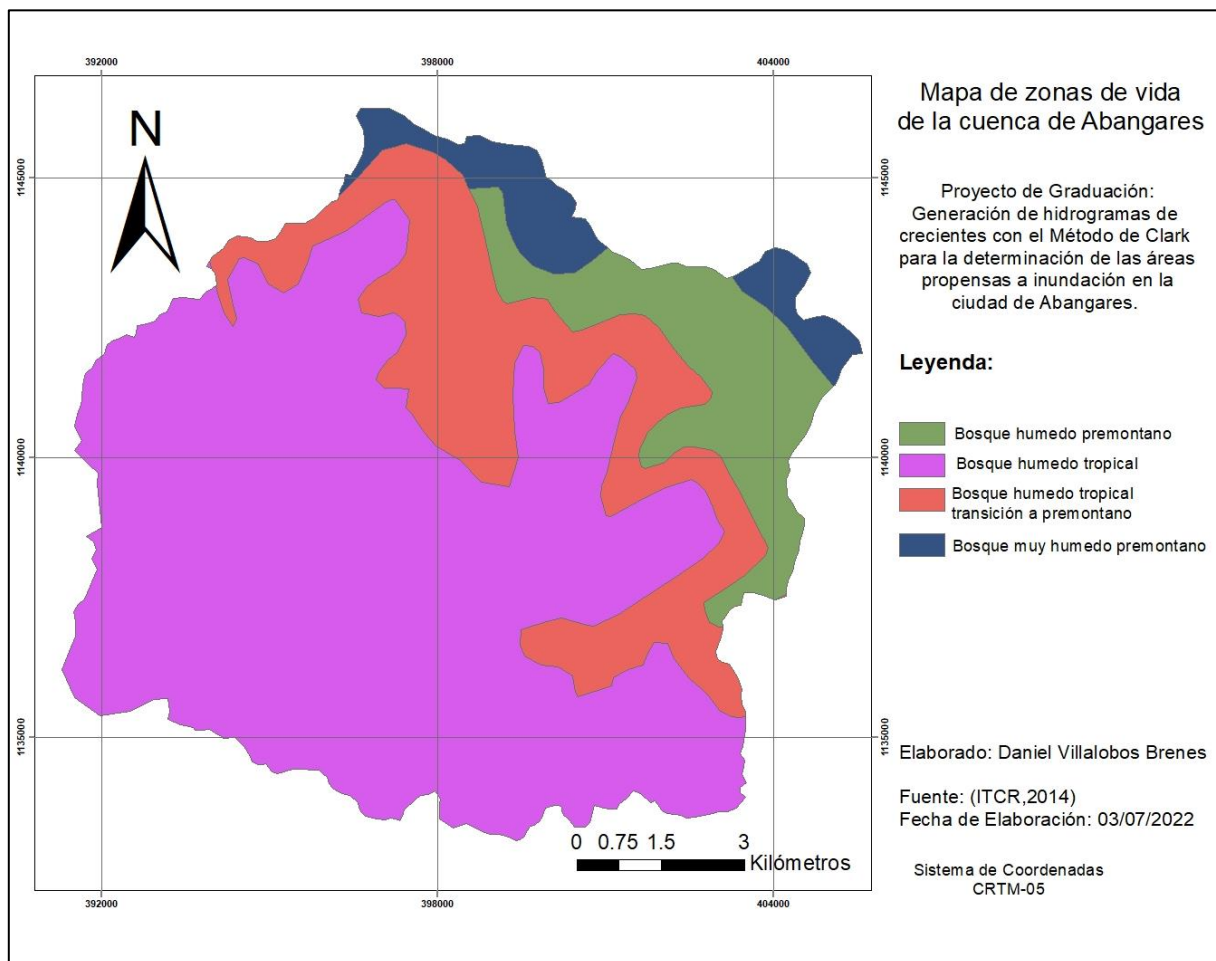 392000
398000
404000
N
1145000
1145000
1140000
1140000
1135000
1135000
0 0.75 1.5 3
Kilómetros
392000
398000
404000
Mapa de zonas de vida
de la cuenca de Abangares
Proyecto de Graduación:
Generación de hidrogramas de
crecientes con el Método de Clark
para la determinación de las áreas
propensas a inundación en la
ciudad de Abangares.
Leyenda:
Bosque humedo premontano
Bosque humedo tropical
Bosque humedo tropical
transición a premontano
Bosque muy humedo premontano
Elaborado: Daniel Villalobos Brenes
Fuente: (ITCR,2014)
Fecha de Elaboración: 03/07/2022
Sistema de Coordenadas
CRTM-05